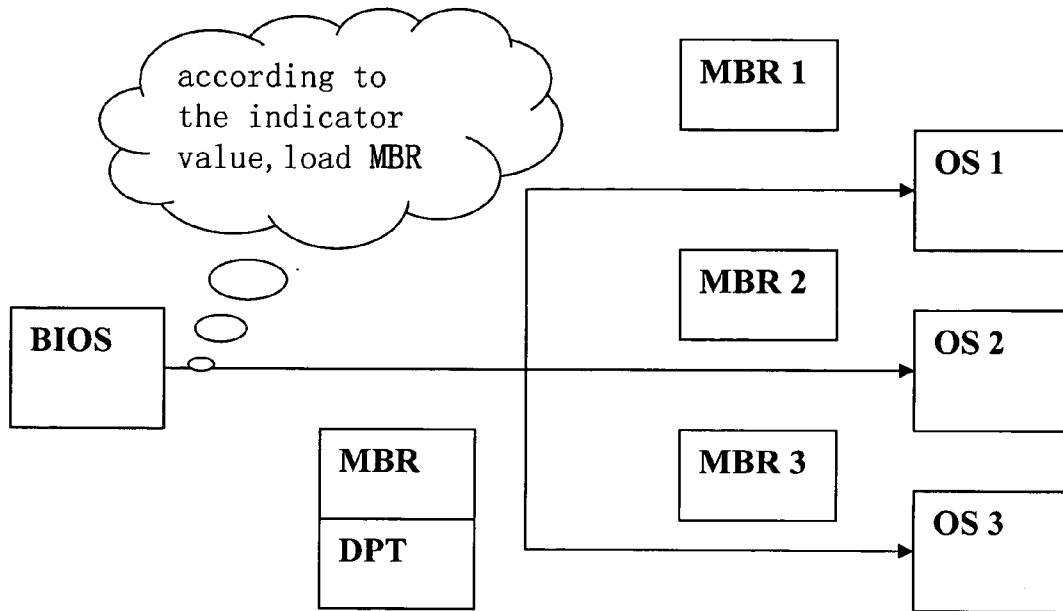 according to
the indicator
value, load MBR
MBR 1
OS 1
MBR 2
BIOS
OS 2
MBR
MBR 3
DPT
OS 3